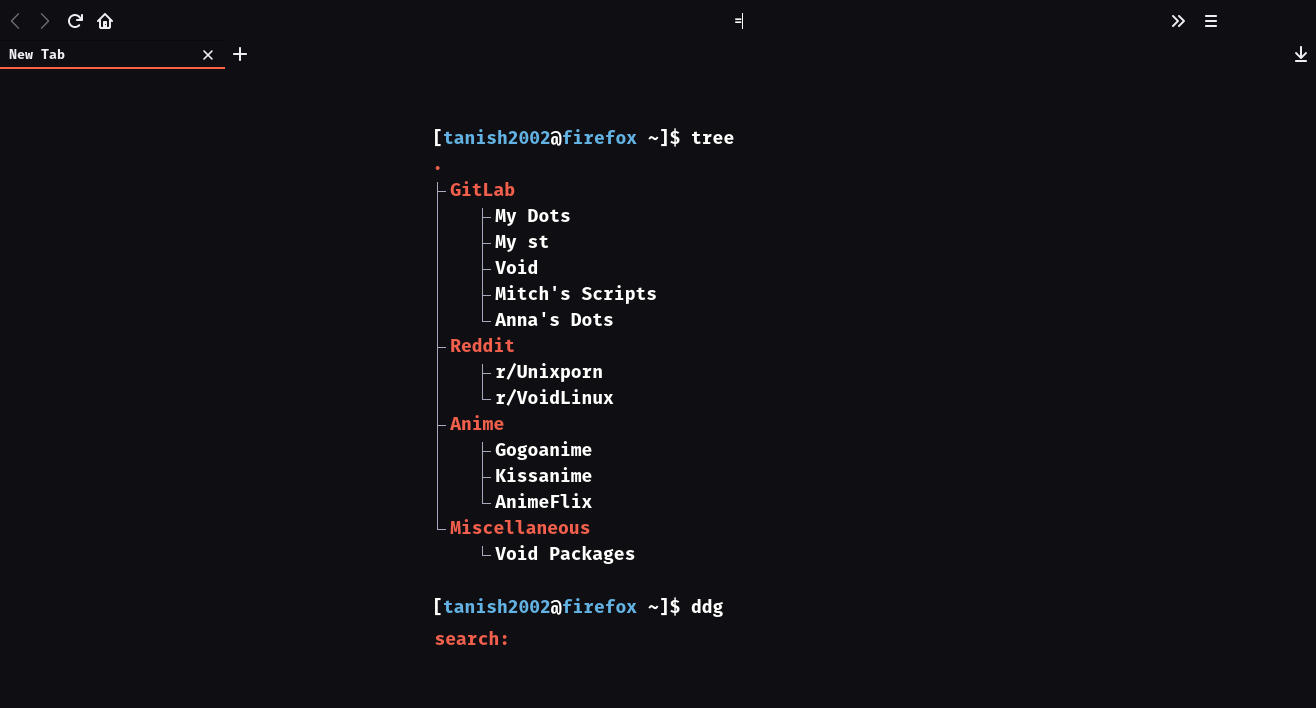 =
New Tab
[tanish2002@firefox ~]$ tree
.
GitLab
My Dots
My st
Void
Mitch's Scripts
Anna's Dots
Reddit
r/Unixporn
r/VoidLinux
Anime
Gogoanime
Kissanime
AnimeFlix
Miscellaneous
Void Packages
[tanish2002@firefox ~]$ ddg
search: